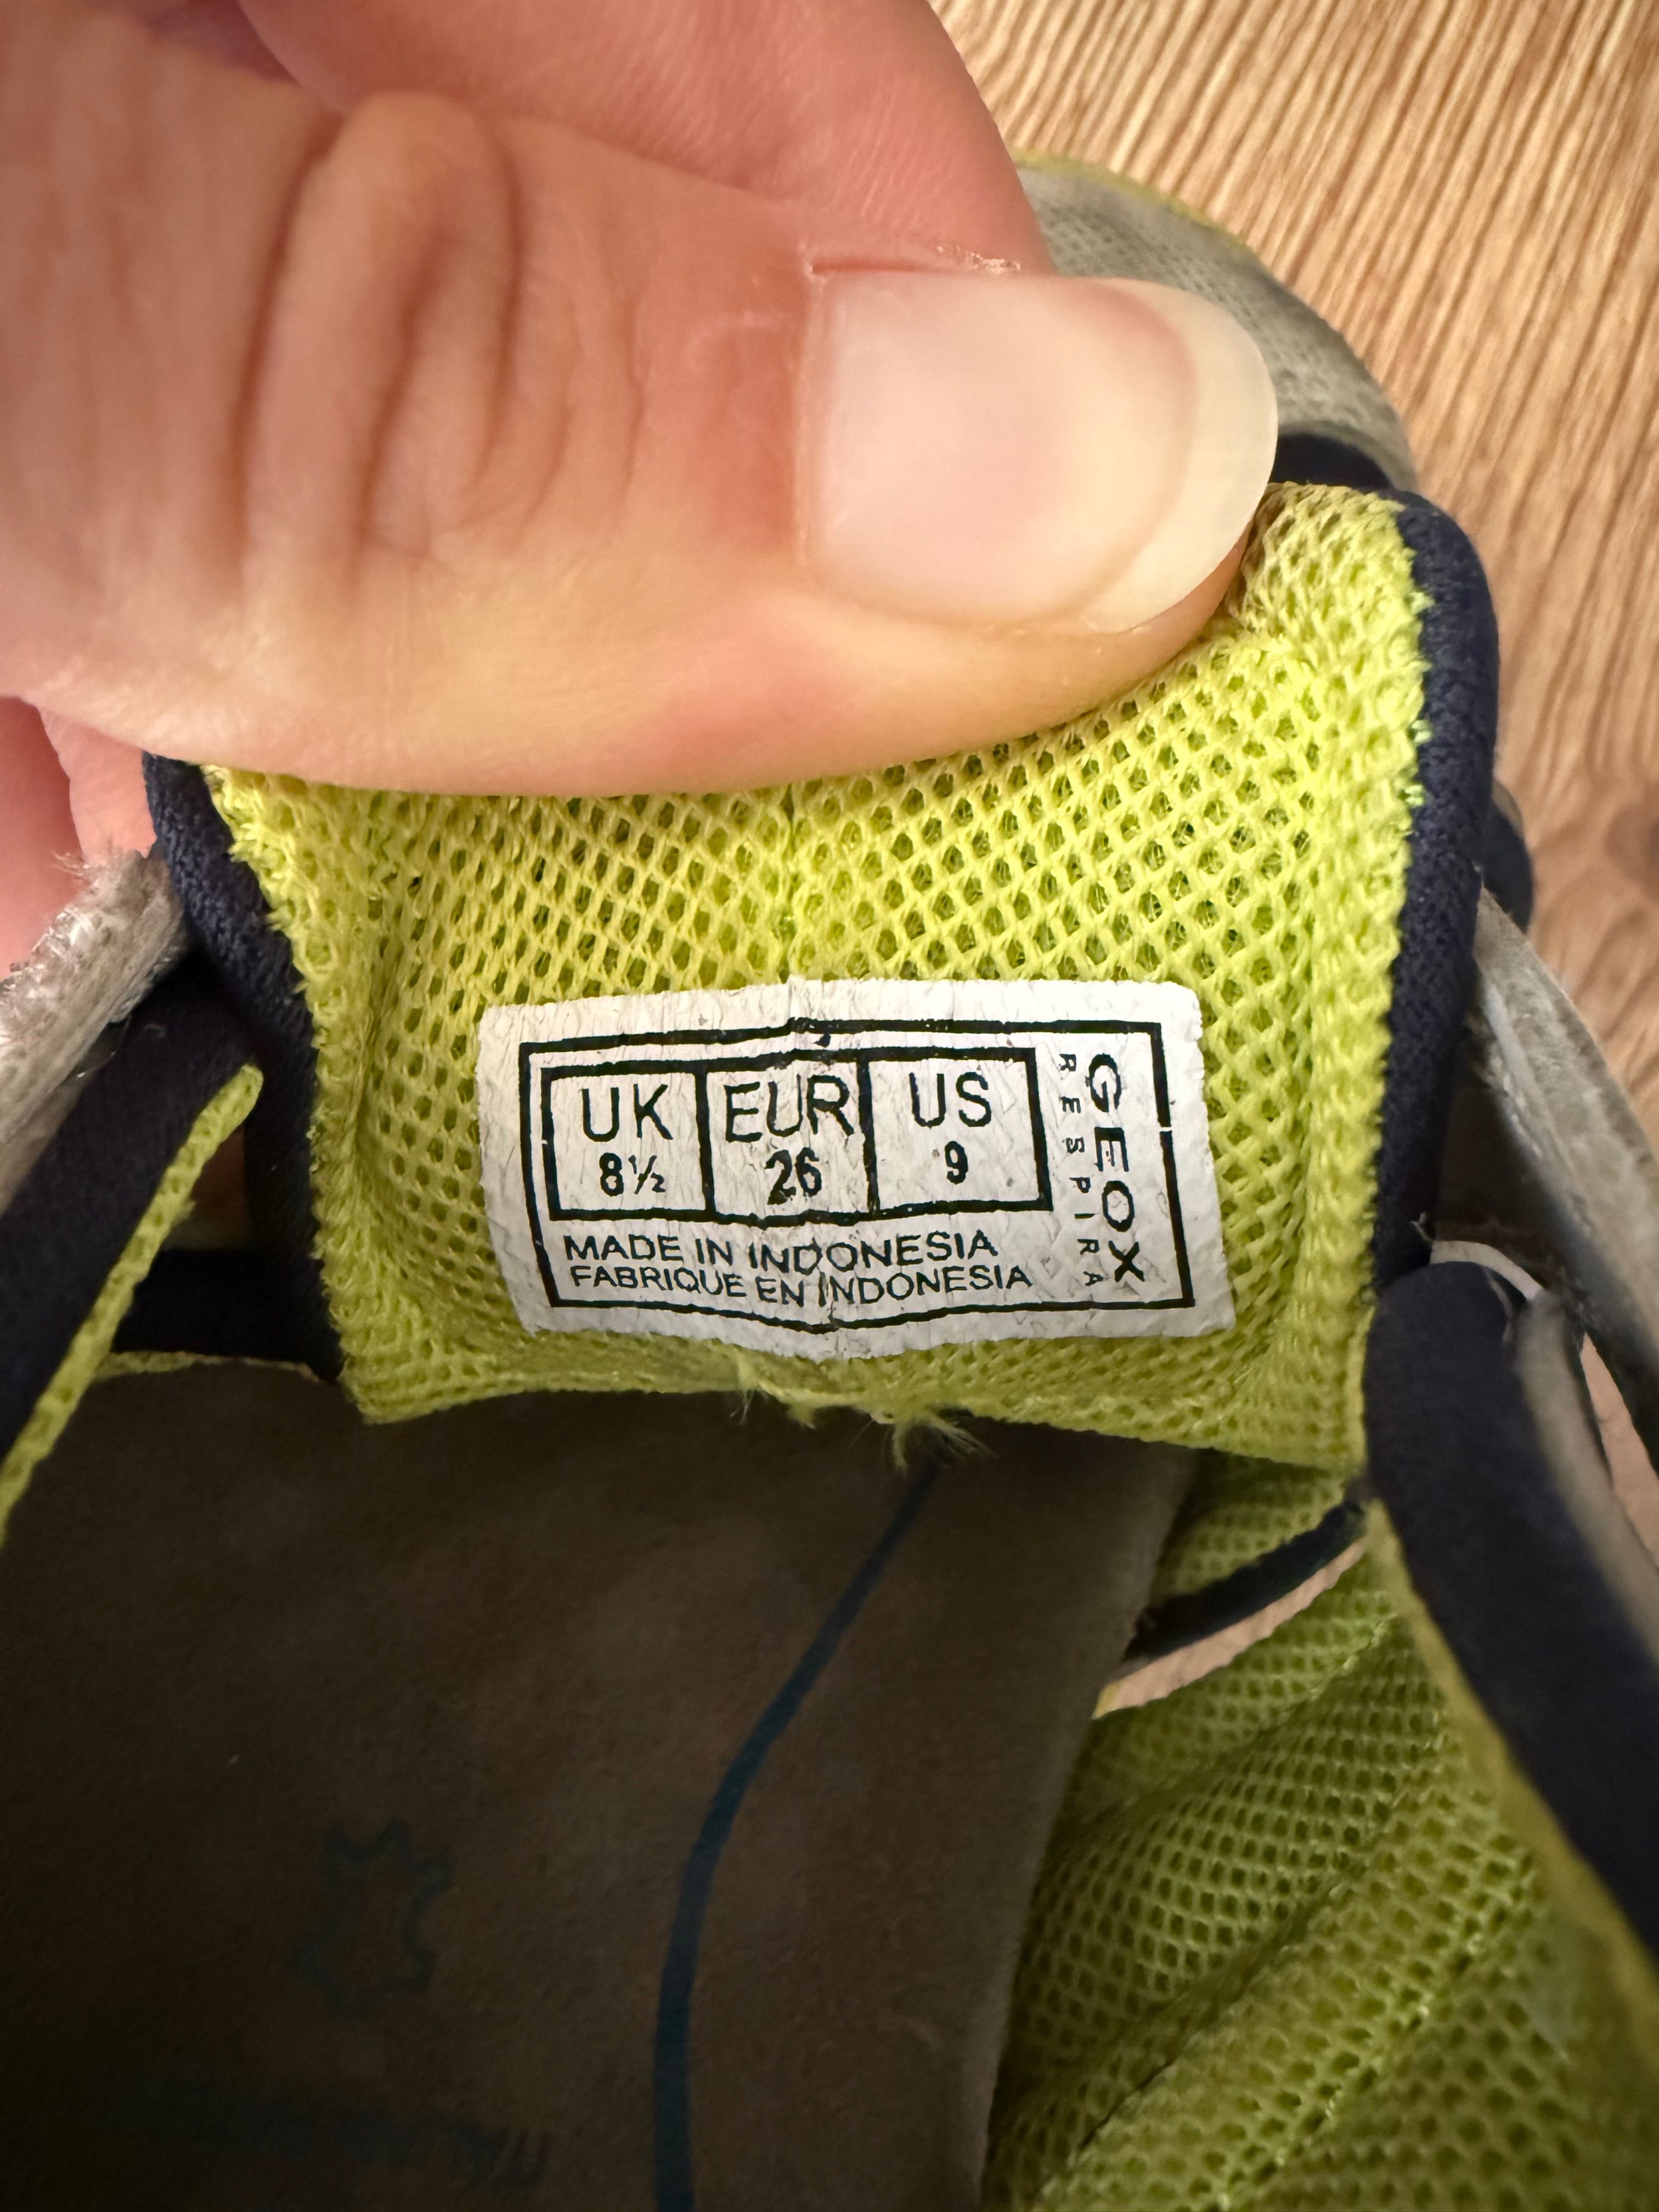 UK EUR US
8½ 26 9
MADE IN INDONESIA
FABRIQUE EN INDONESIA
GEOX
RESPIRA